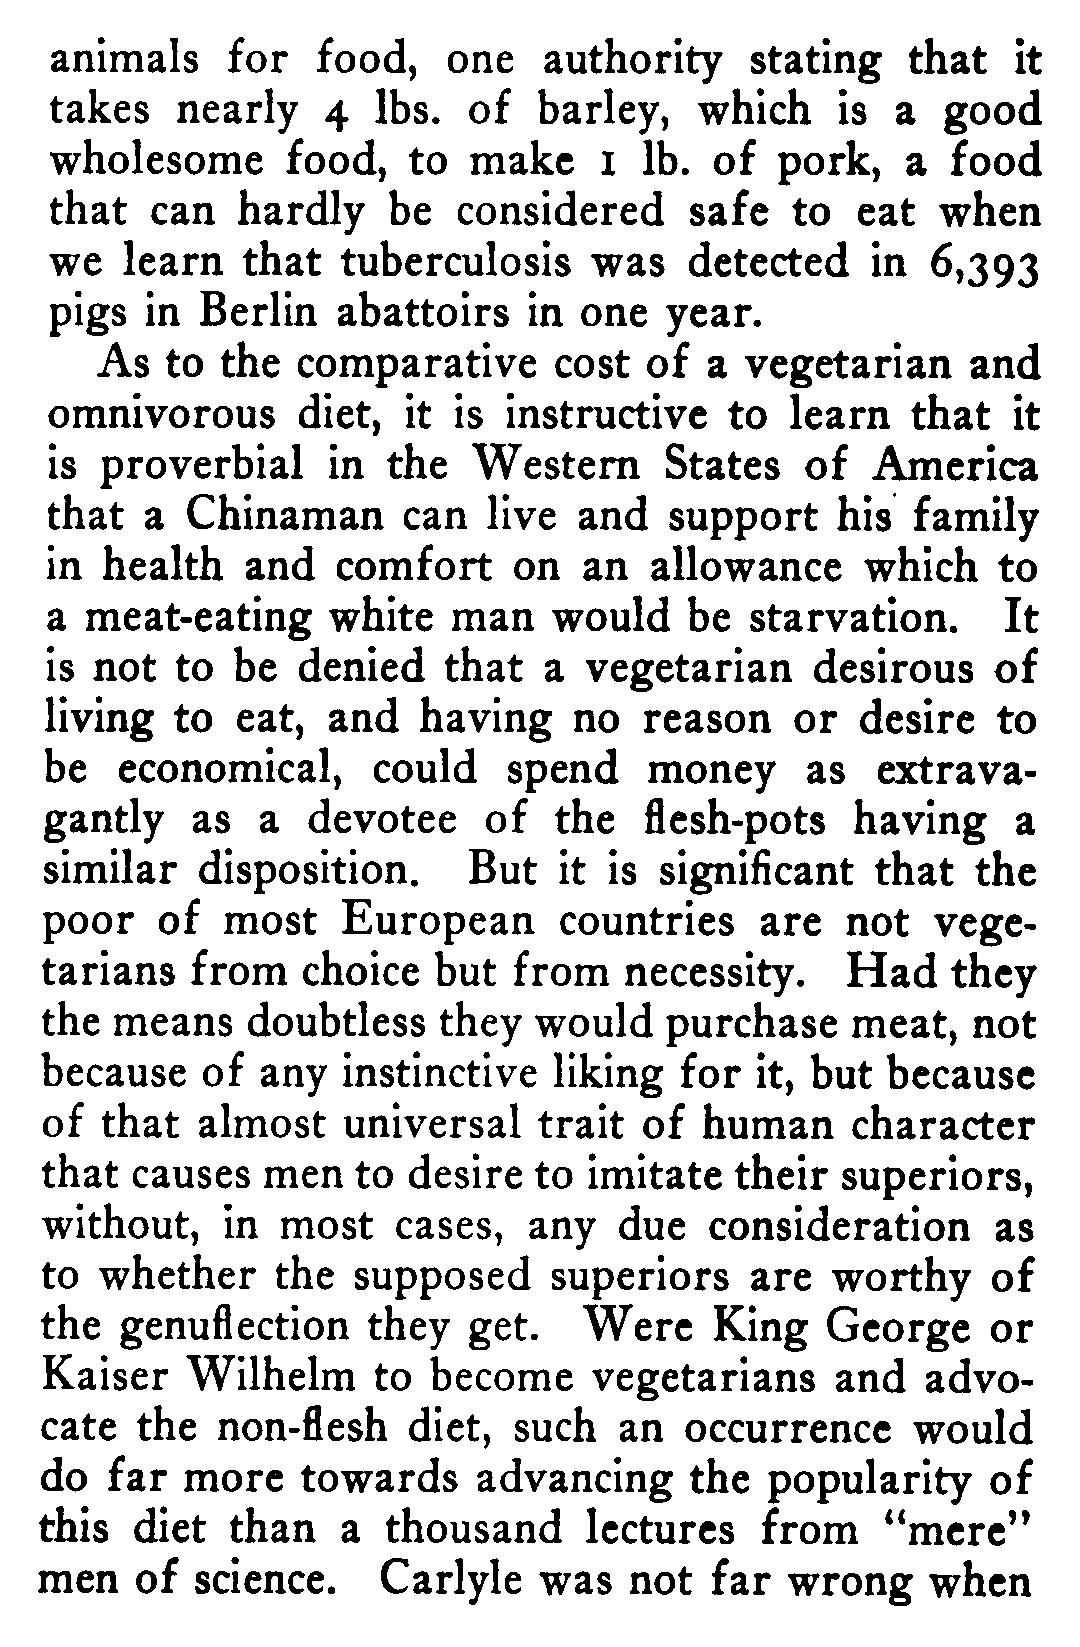 animals for food, one authority stating that it
takes nearly 4 lbs. of barley, which is a good
wholesome food, to make 1 lb. of pork, a food
that can hardly be considered safe to eat when
we learn that tuberculosis was detected in 6,393
pigs in Berlin abattoirs in one year.
As to the comparative cost of a vegetarian and
omnivorous diet, it is instructive to learn that it
is proverbial in the Western States of America
that a Chinaman can live and support his family
in health and comfort on an allowance which to
a meat-eating white man would be starvation. It
is not to be denied that a vegetarian desirous of
living to eat, and having no reason or desire to
be economical, could spend money as extrava-
gantly as a devotee of the flesh-pots having a
similar disposition. But it is significant that the
poor of most European countries are not vege-
tarians from choice but from necessity. Had they
the means doubtless they would purchase meat, not
because of any instinctive liking for it, but because
of that almost universal trait of human character
that causes men to desire to imitate their superiors,
without, in most cases, any due consideration as
to whether the supposed superiors are worthy of
the genuflection they get. Were King George or
Kaiser Wilhelm to become vegetarians and advo-
cate the non-flesh diet, such an occurrence would
do far more towards advancing the popularity of
this diet than a thousand lectures from "mere"
men of science. Carlyle was not far wrong when